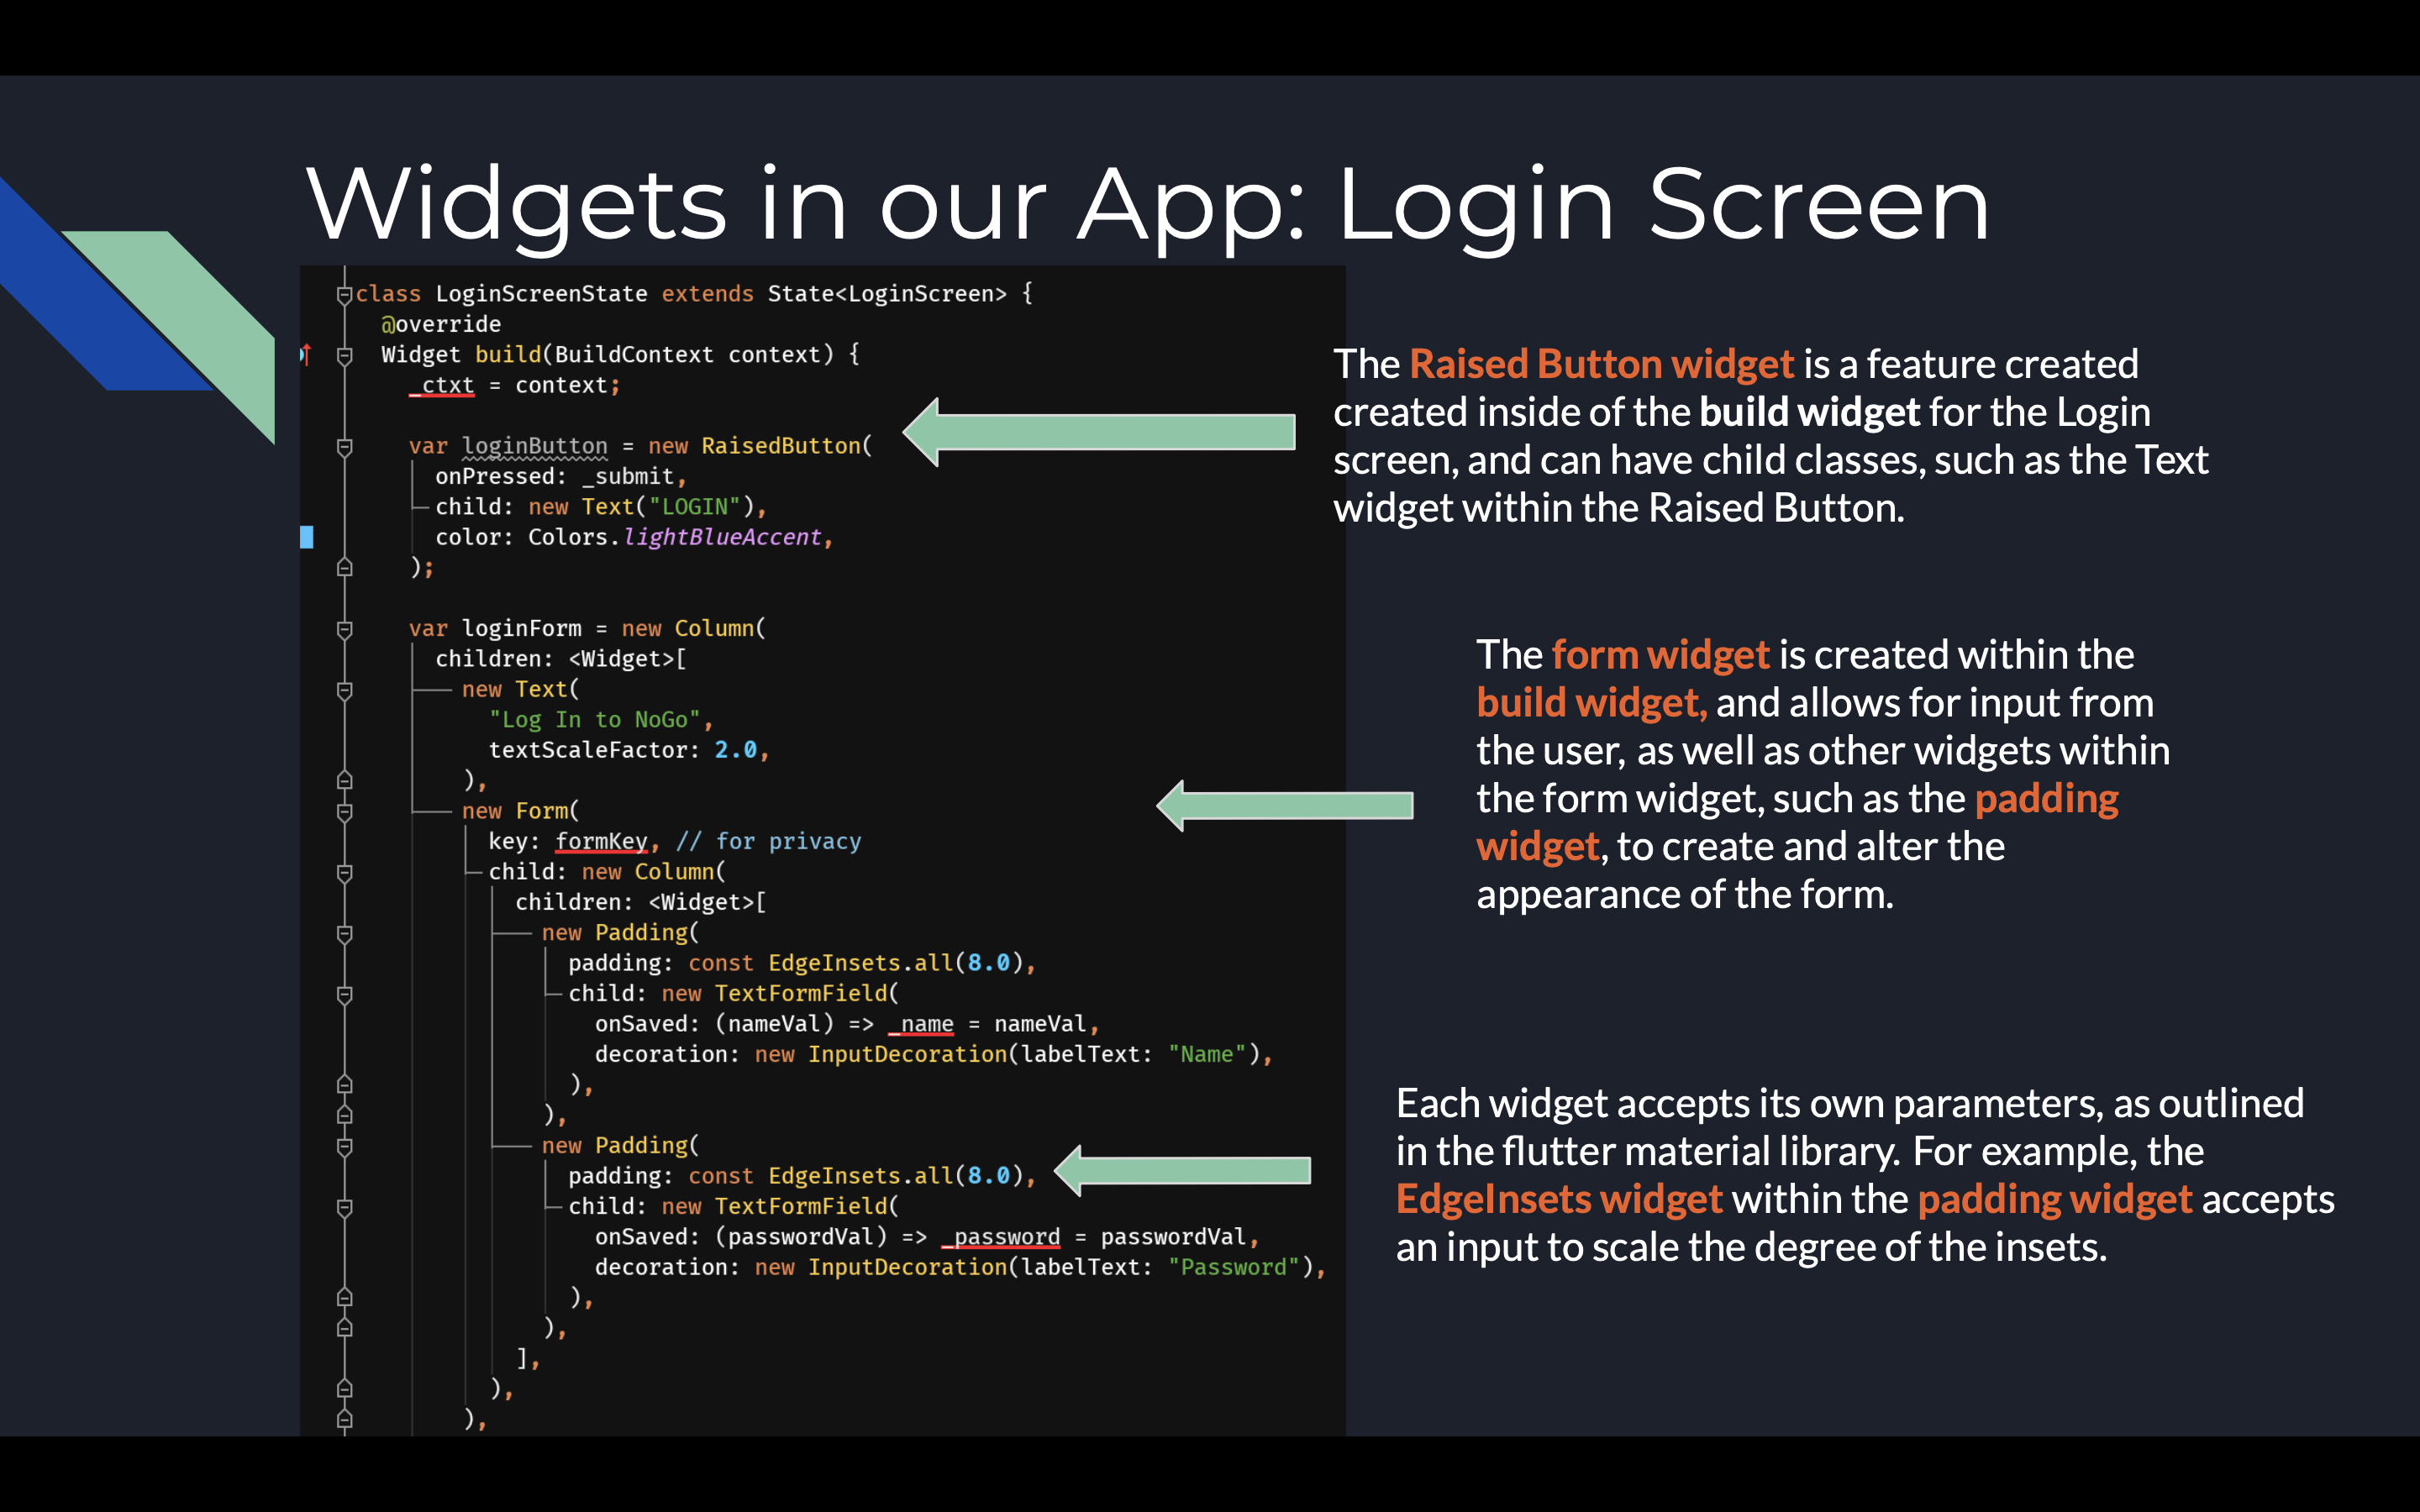 Widgets in our App: Login Screen
class LoginScreenState extends State<LoginScreen> {
@override
Widget build(BuildContext context) {
_ctxt = context;
var loginButton = new RaisedButton(
onPressed: _submit,
child: new Text("LOGIN"),
color: Colors.lightBlueAccent,
);
var loginForm = new Column(
children: <Widget>[
new Text(
"Log In to NoGo",
textScaleFactor: 2.0,
),
new Form(
key: formKey, // for privacy
child: new Column(
children: <Widget>[
new Padding(
padding: const EdgeInsets.all(8.0),
child: new TextFormField(
onSaved: (nameVal) => _name = nameVal,
decoration: new InputDecoration(labelText: "Name"),
),
),
new Padding(
padding: const EdgeInsets.all(8.0),
child: new TextFormField(
onSaved: (passwordVal) => _password = passwordVal,
decoration: new InputDecoration(labelText: "Password"),
),
),
],
),
),
The Raised Button widget is a feature created
created inside of the build widget for the Login
screen, and can have child classes, such as the Text
widget within the Raised Button.
The form widget is created within the
build widget, and allows for input from
the user, as well as other widgets within
the form widget, such as the padding
widget, to create and alter the
appearance of the form.
Each widget accepts its own parameters, as outlined
in the flutter material library. For example, the
EdgeInsets widget within the padding widget accepts
an input to scale the degree of the insets.